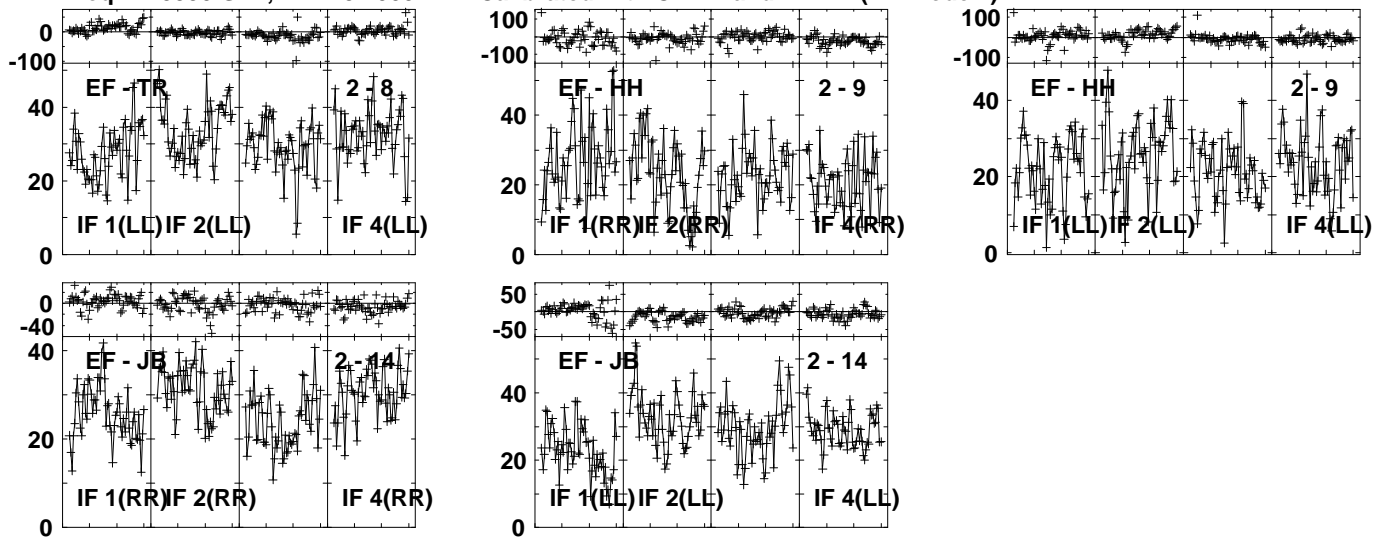 100
100
0
0
0
-100
-100
-100
EF - TR
2 - 8
EF - HH
2 - 9
EF - HH
2 - 9
40
40
40
20
20
20
IF 1(LL)
IF 2(LL)
IF 4(LL)
IF 1(RR)
IF 2(RR)
IF 4(RR)
IF 1(LL)
IF 2(LL)
IF 4(LL)
0
0
0
0
-40
50
0
-50
EF - JB
2 - 14
EF - JB
2 - 14
40
40
20
20
IF 1(RR)
IF 2(RR)
IF 4(RR)
IF 1(LL)
IF 2(LL)
IF 4(LL)
0
0